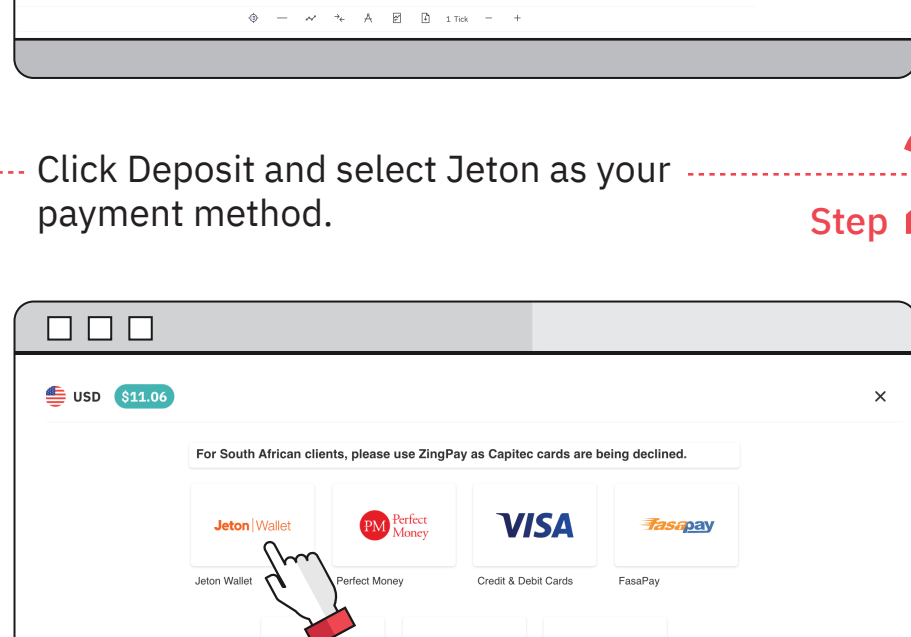 1 Tick
Click Deposit and select Jeton as your
payment method.
Step
USD $11.06
For South African clients, please use ZingPay as Capitec cards are being declined.
Jeton Wallet
PM Perfect Money
VISA
Fasapay
Jeton Wallet
Perfect Money
Credit & Debit Cards
FasaPay